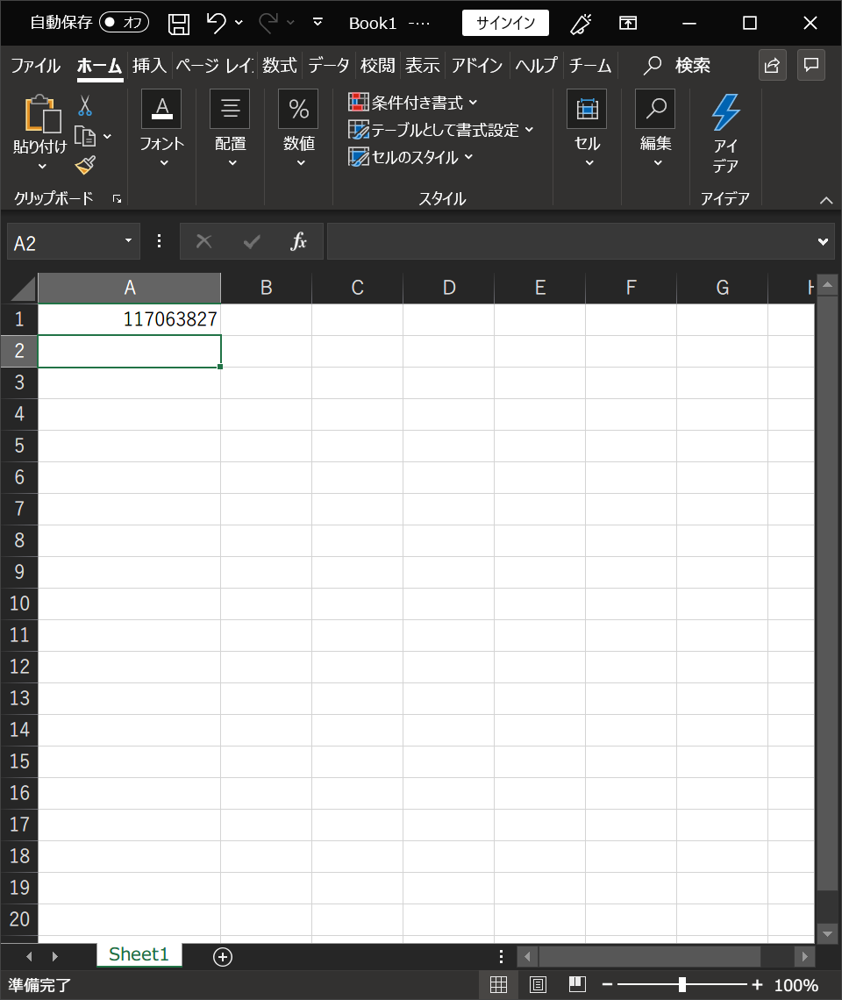 自動保存 オフ Book1 -… サインイン
ファイル ホーム 挿入 ページ レイ 数式 データ 校閲 表示 アドイン ヘルプ チーム 検索
貼り付け
クリップボード
A
フォント
配置
%
数値
条件付き書式
テーブルとして書式設定
セルのスタイル
スタイル
セル
編集
アイ
デア
アイデア
A2 fx
A B C D E F G H
1 117063827
2
3
4
5
6
7
8
9
10
11
12
13
14
15
16
17
18
19
20
Sheet1
準備完了 100%